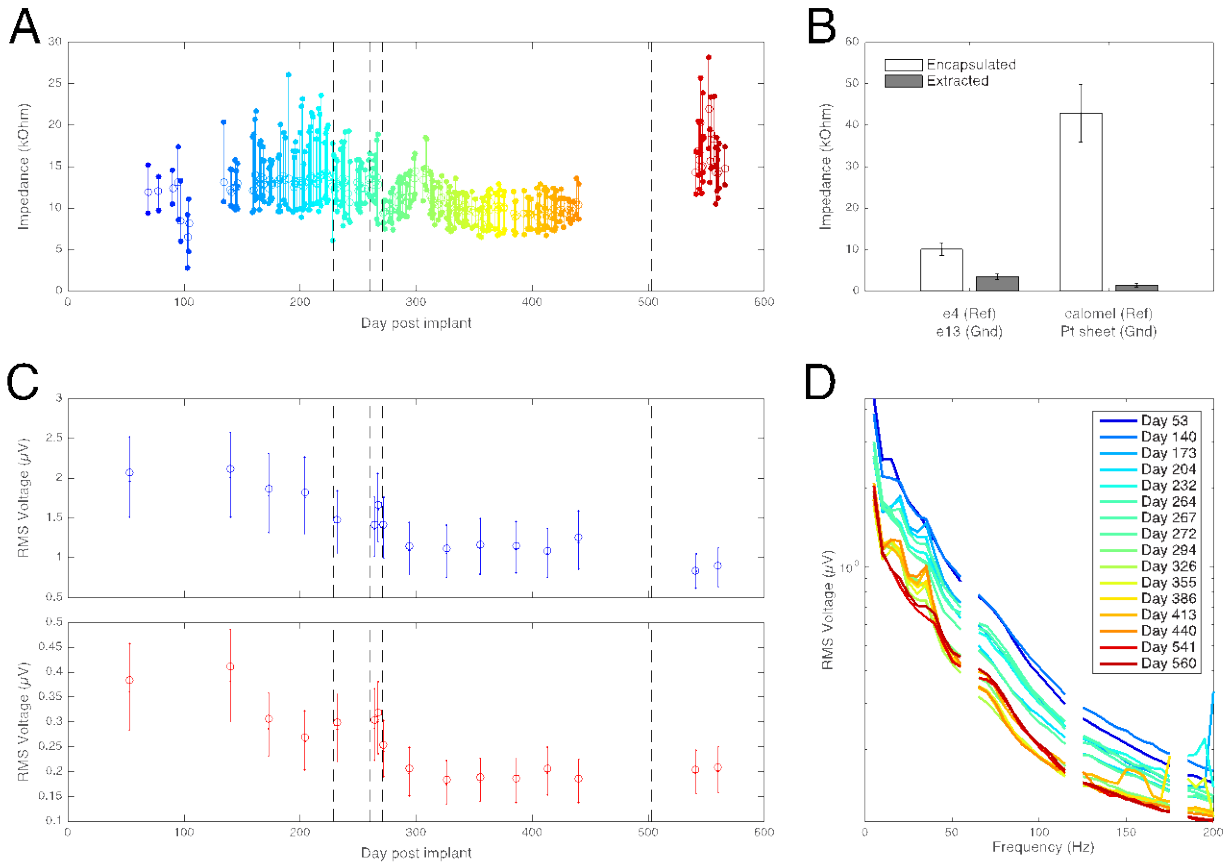 A
30
25
20
15
10
5
0
Impedance (kOhm)
0 100 200 300 400 500 600
Day post implant
B
60
50
40
30
20
10
0
Impedance (kOhm)
Encapsulated
Extracted
e4 (Ref) calomel (Ref)
e13 (Gnd) Pt sheet (Gnd)
C
3
2.5
2
1.5
1
0.5
RMS Voltage (µV)
0.5
0.45
0.4
0.35
0.3
0.25
0.2
0.15
0.1
RMS Voltage (µV)
0 100 200 300 400 500 600
Day post implant
D
10⁰
RMS Voltage (µV)
Day 53
Day 140
Day 173
Day 204
Day 232
Day 264
Day 267
Day 272
Day 294
Day 326
Day 355
Day 386
Day 413
Day 440
Day 541
Day 560
0 50 100 150 200
Frequency (Hz)